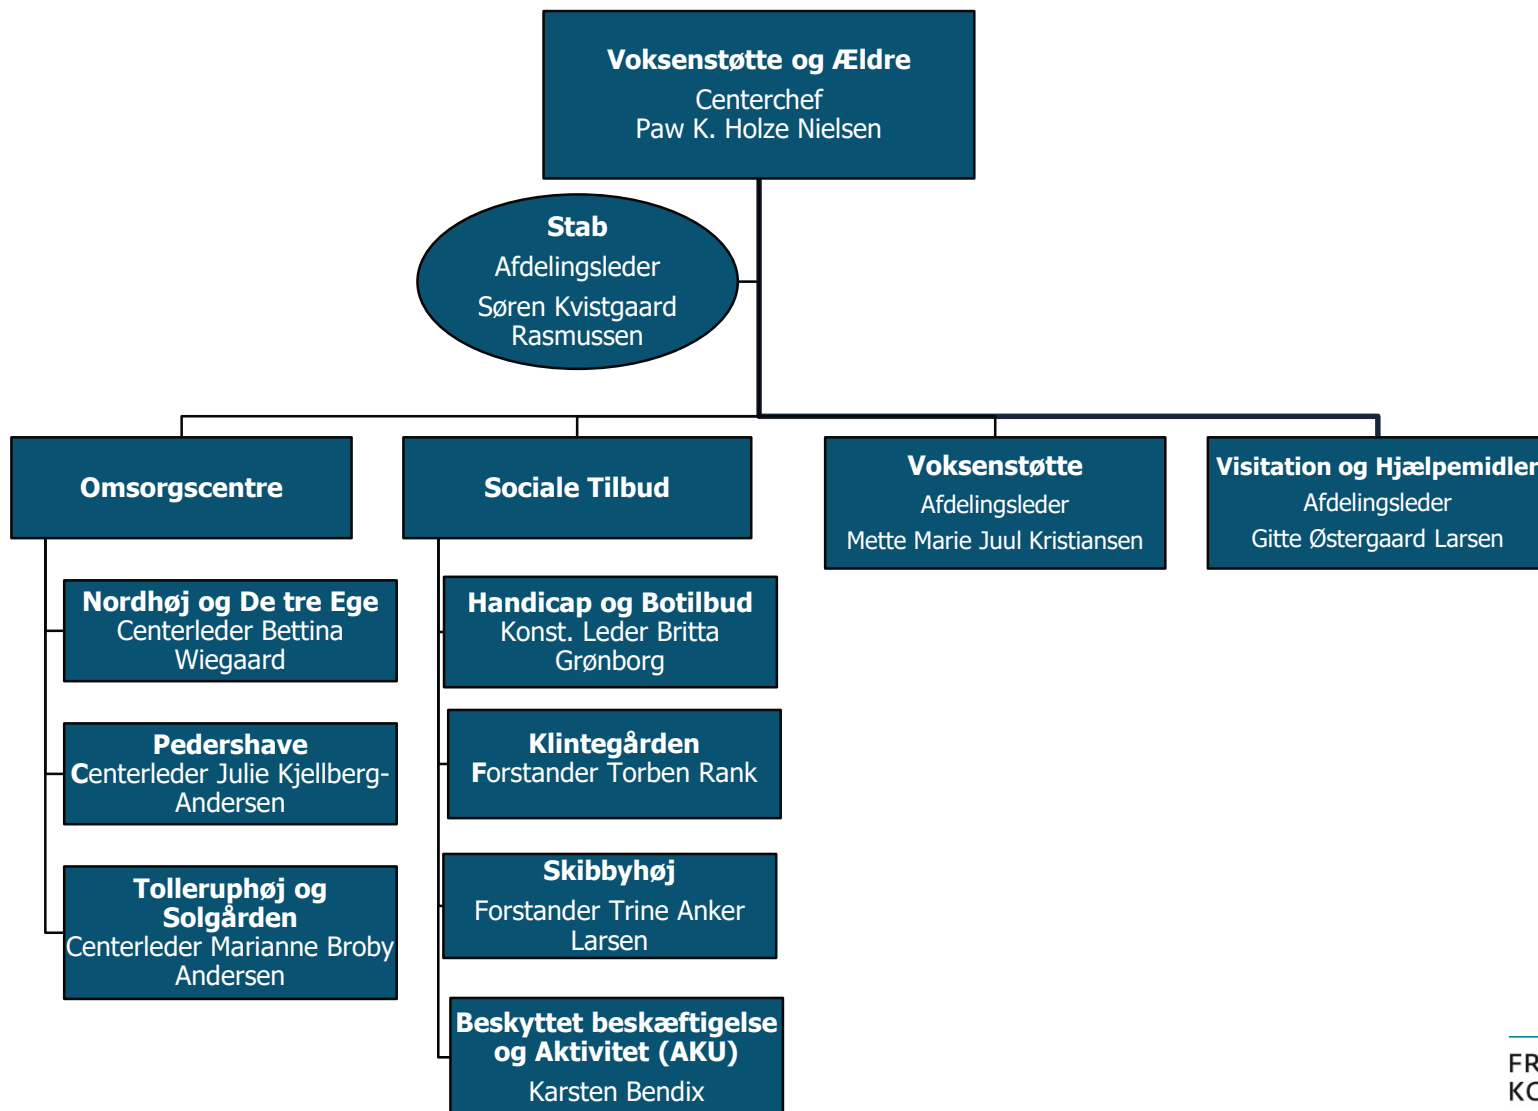 Voksenstøtte og Ældre
Centerchef
Paw K. Holze Nielsen
Stab
Afdelingsleder
Søren Kvistgaard
Rasmussen
Omsorgscentre
Sociale Tilbud
Voksenstøtte
Afdelingsleder
Mette Marie Juul Kristiansen
Visitation og Hjælpemidler
Afdelingsleder
Gitte Østergaard Larsen
Nordhøj og De tre Ege
Centerleder Bettina
Wiegaard
Pedershave
Centerleder Julie Kjellberg-
Andersen
Tolleruphøj og
Solgården
Centerleder Marianne Broby
Andersen
Handicap og Botilbud
Konst. Leder Britta
Grønborg
Klintegården
Forstander Torben Rank
Skibbyhøj
Forstander Trine Anker
Larsen
Beskyttet beskæftigelse
og Aktivitet (AKU)
Karsten Bendix